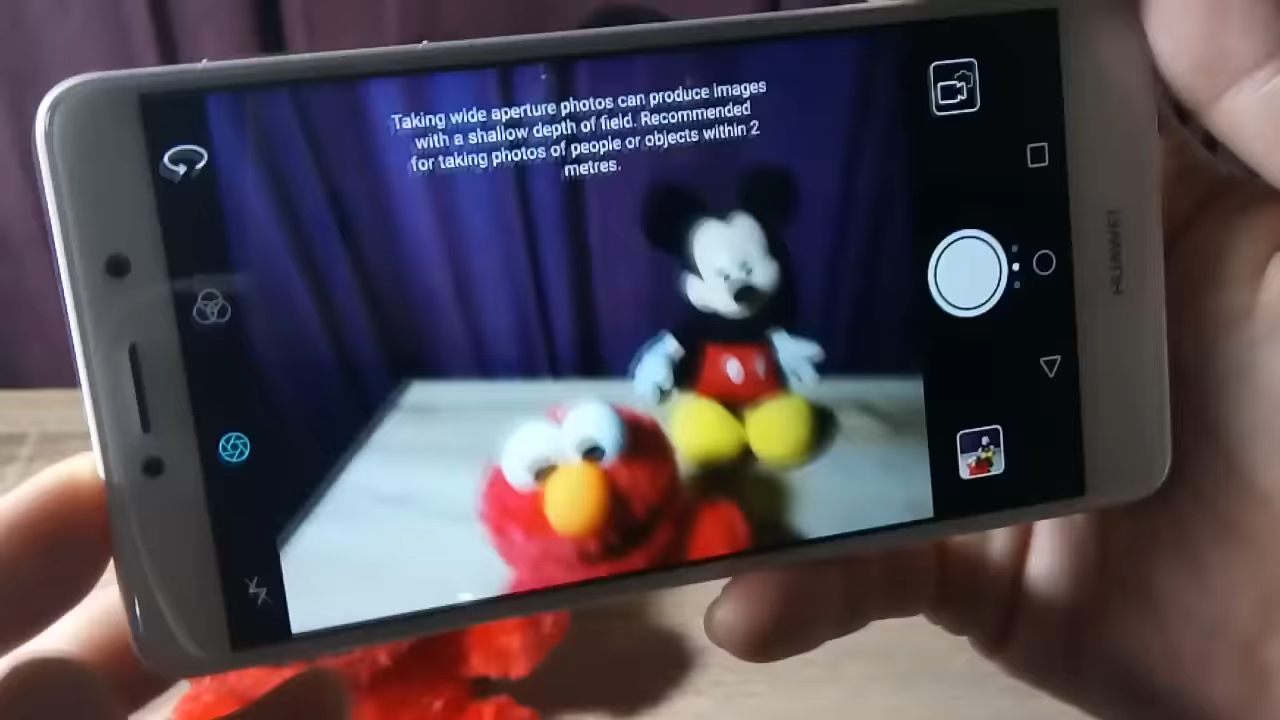 Taking wide aperture photos can produce images
with a shallow depth of field. Recommended
for taking photos of people or objects within 2
metres.
HUAWEI